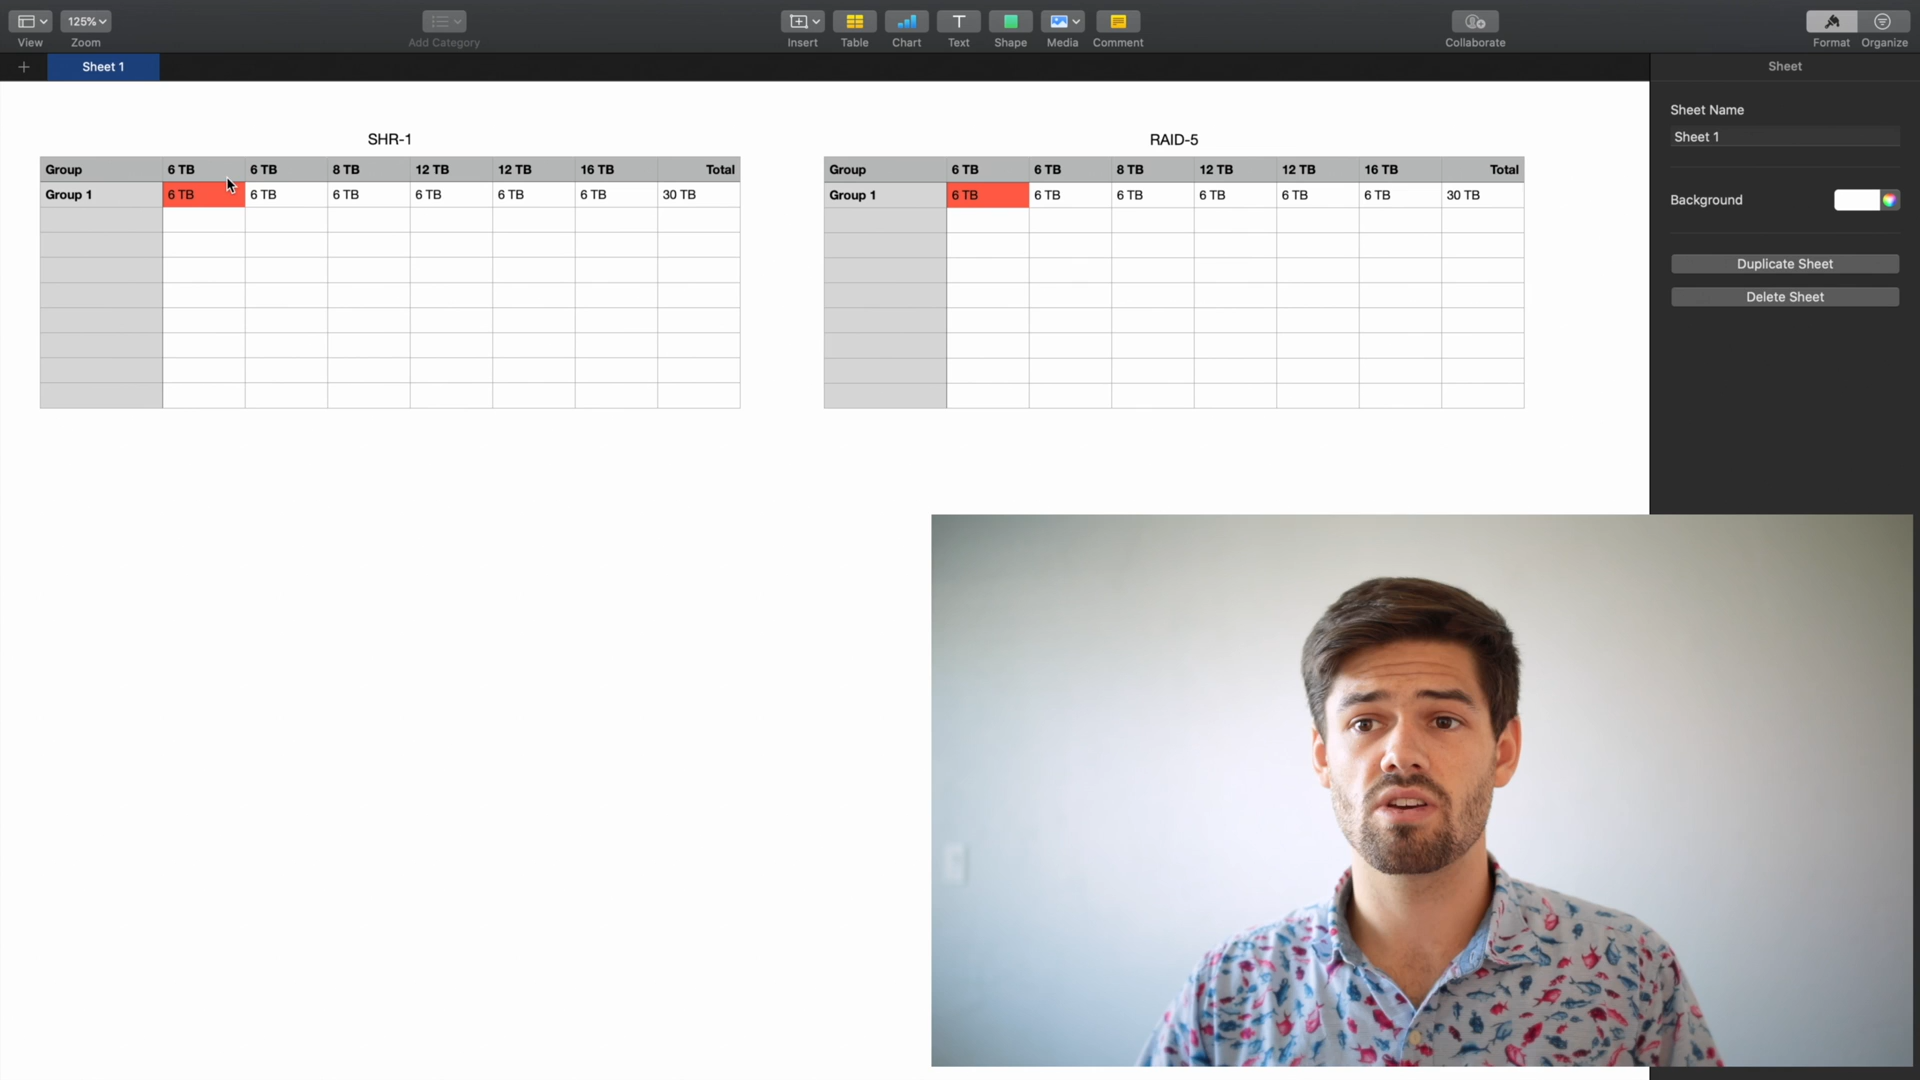 View
125%
Zoom
Add Category
Insert
Table
Chart
Text
Shape
Media
Comment
Collaborate
Format
Organize
Sheet 1
Sheet
Sheet Name
Sheet 1
Background
Duplicate Sheet
Delete Sheet
SHR-1
Group 6 TB 6 TB 8 TB 12 TB 12 TB 16 TB Total
Group 1 6 TB 6 TB 6 TB 6 TB 6 TB 6 TB 30 TB
RAID-5
Group 6 TB 6 TB 8 TB 12 TB 12 TB 16 TB Total
Group 1 6 TB 6 TB 6 TB 6 TB 6 TB 6 TB 30 TB